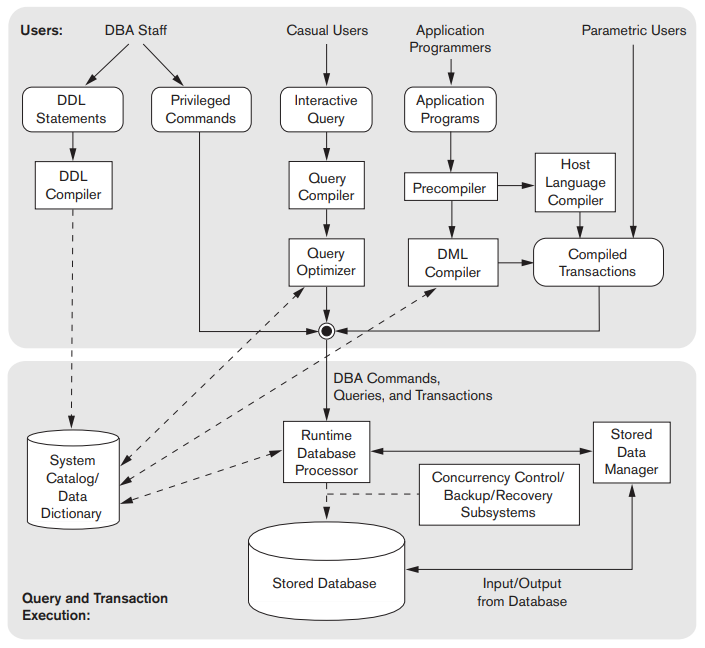 Users:
DBA Staff
Casual Users
Application
Programmers
Parametric Users
DDL
Statements
Privileged
Commands
Interactive
Query
Application
Programs
DDL
Compiler
Query
Compiler
Precompiler
Host
Language
Compiler
Query
Optimizer
DML
Compiler
Compiled
Transactions
DBA Commands,
Queries, and Transactions
System
Catalog/
Data
Dictionary
Runtime
Database
Processor
Stored
Data
Manager
Concurrency Control/
Backup/Recovery
Subsystems
Stored Database
Input/Output
from Database
Query and Transaction
Execution: